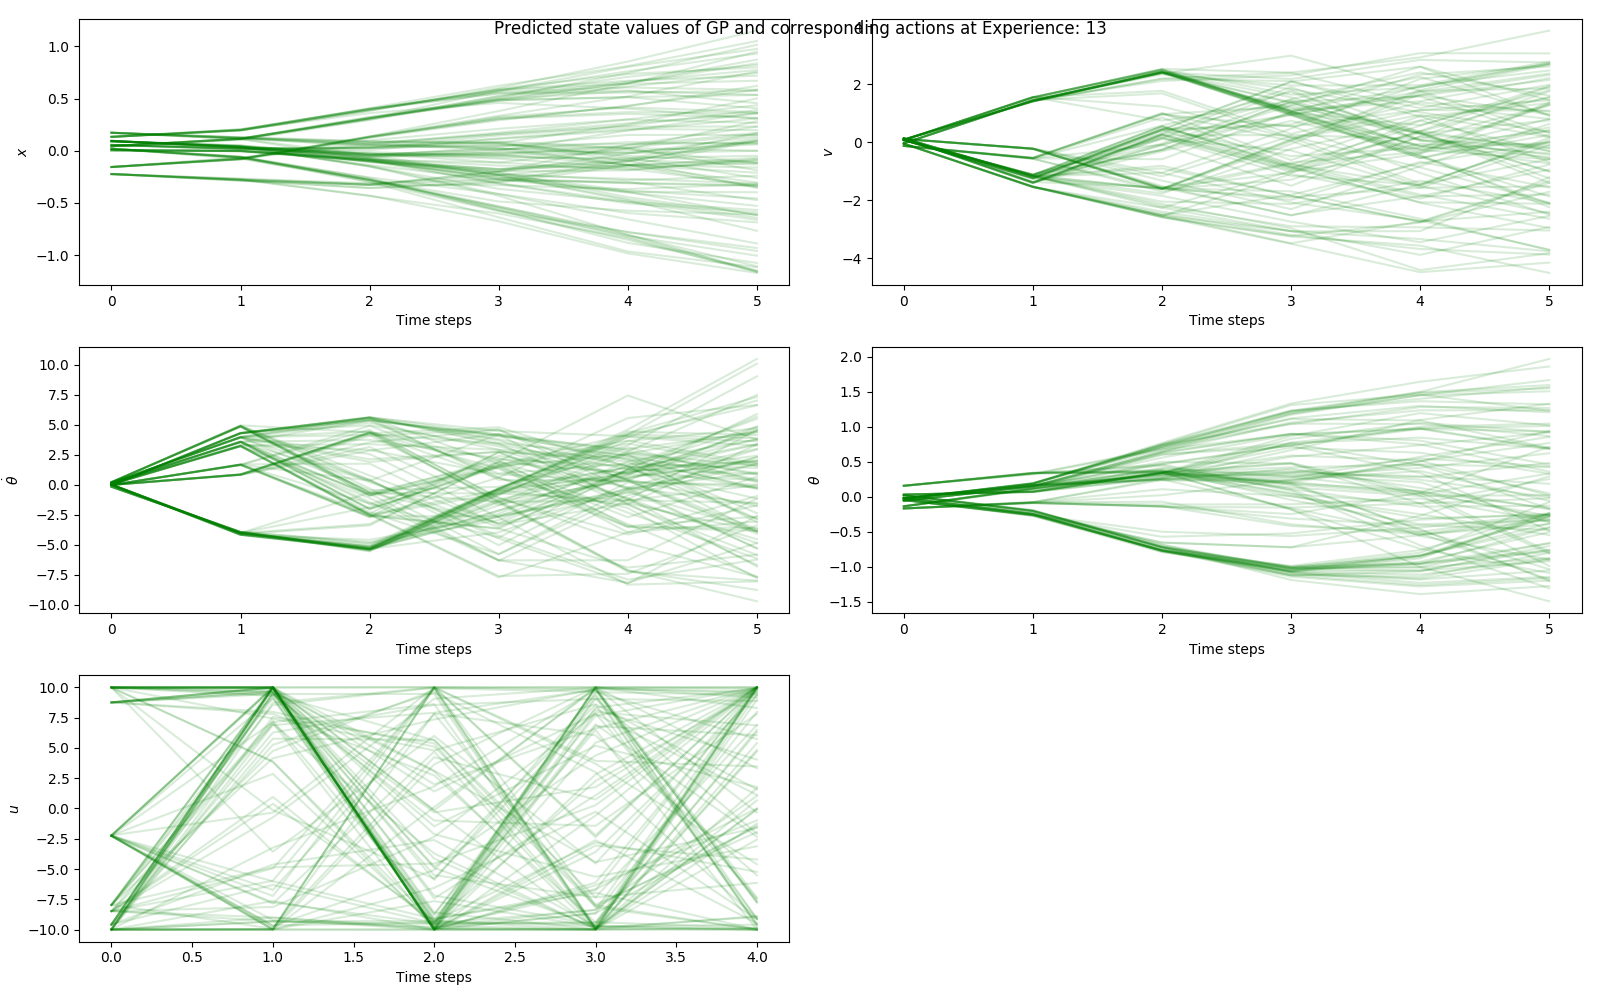 Predicted state values of GP and corresponding actions at Experience: 13
1.0
0.5
0.0
−0.5
−1.0
x
0 1 2 3 4 5
Time steps
4
2
0
−2
−4
v
0 1 2 3 4 5
Time steps
10.0
7.5
5.0
2.5
0.0
−2.5
−5.0
−7.5
−10.0
θ̇
0 1 2 3 4 5
Time steps
2.0
1.5
1.0
0.5
0.0
−0.5
−1.0
−1.5
θ
0 1 2 3 4 5
Time steps
10.0
7.5
5.0
2.5
0.0
−2.5
−5.0
−7.5
−10.0
u
0.0 0.5 1.0 1.5 2.0 2.5 3.0 3.5 4.0
Time steps